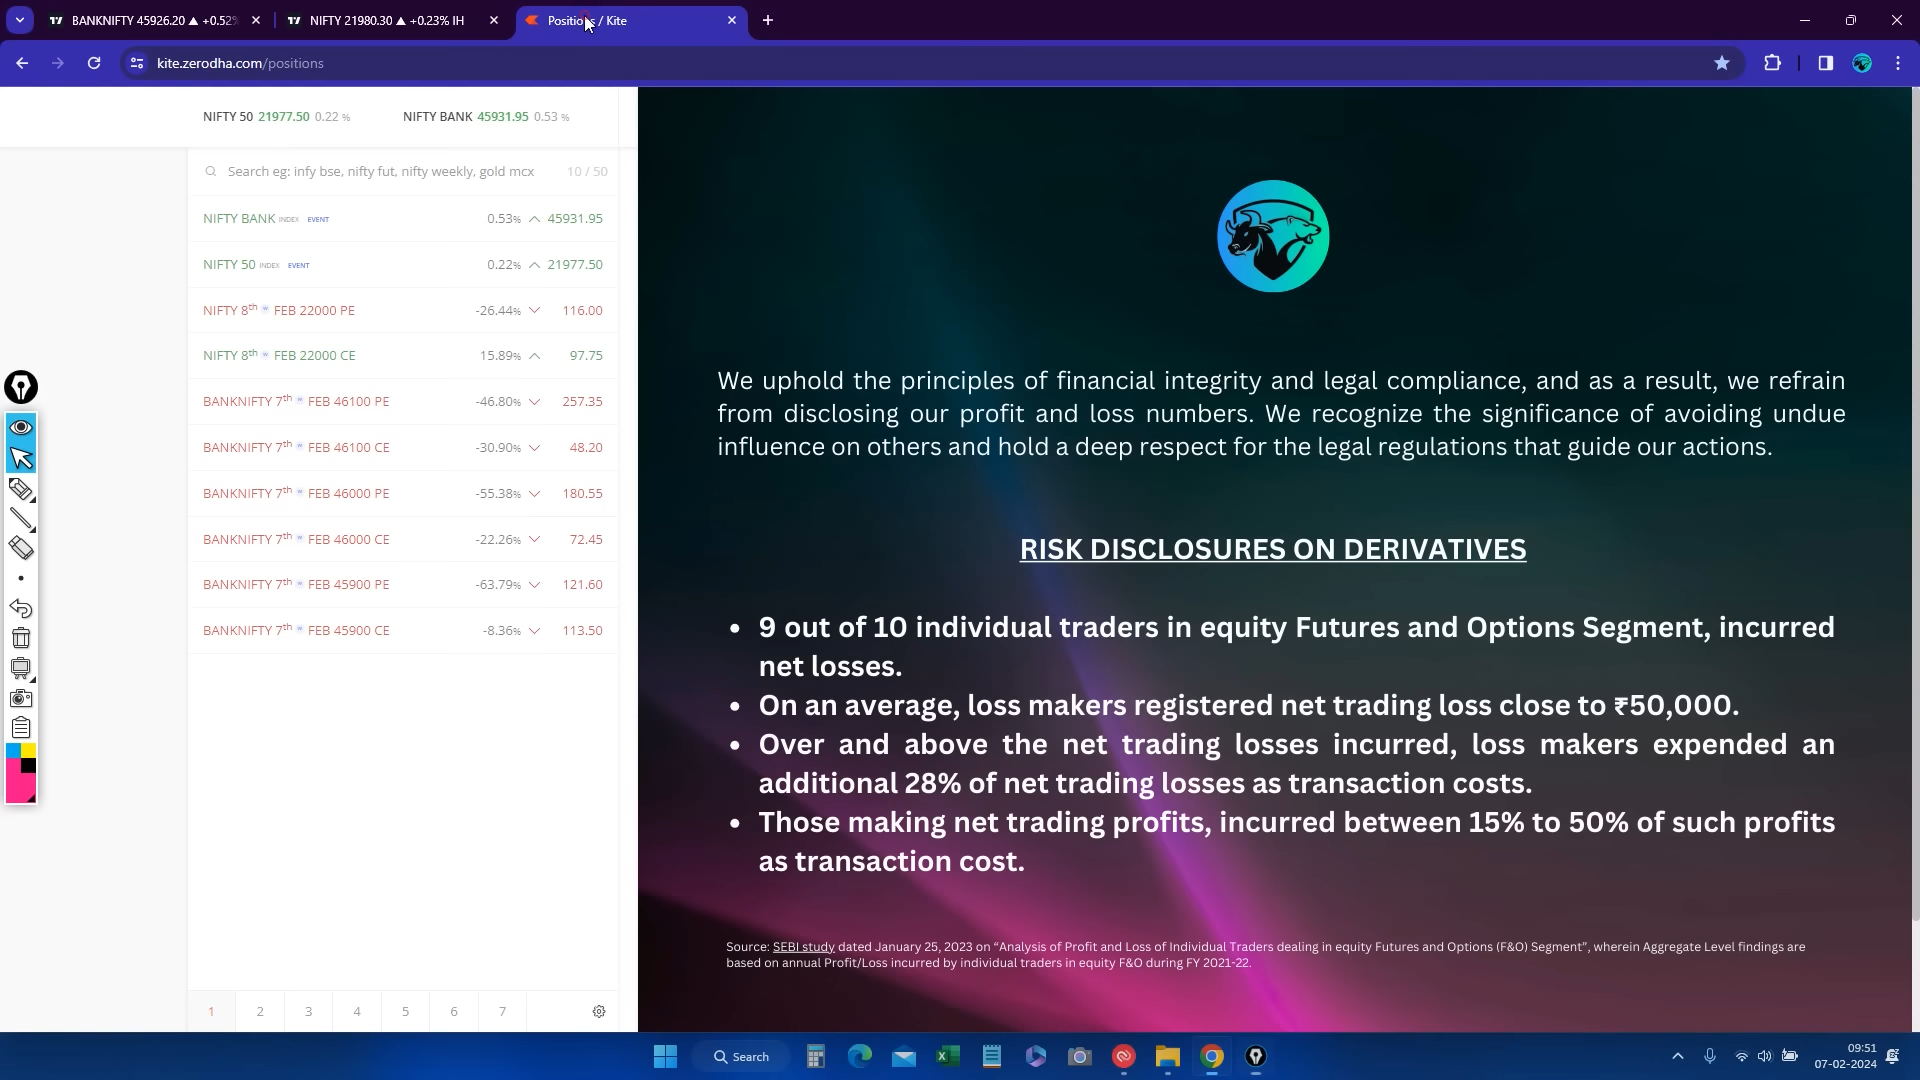 BANKNIFTY 45926.20 ▲ +0.52%
NIFTY 21980.30 ▲ +0.23% IH
Positions / Kite
kite.zerodha.com/positions
NIFTY 50 21977.50 0.22 %
NIFTY BANK 45931.95 0.53 %
Search eg: infy bse, nifty fut, nifty weekly, gold mcx 10 / 50
NIFTY BANK INDEX EVENT 0.53% 45931.95
NIFTY 50 INDEX EVENT 0.22% 21977.50
NIFTY 8th w FEB 22000 PE -26.44% 116.00
NIFTY 8th w FEB 22000 CE 15.89% 97.75
BANKNIFTY 7th w FEB 46100 PE -46.80% 257.35
BANKNIFTY 7th w FEB 46100 CE -30.90% 48.20
BANKNIFTY 7th w FEB 46000 PE -55.38% 180.55
BANKNIFTY 7th w FEB 46000 CE -22.26% 72.45
BANKNIFTY 7th w FEB 45900 PE -63.79% 121.60
BANKNIFTY 7th w FEB 45900 CE -8.36% 113.50
1 2 3 4 5 6 7
We uphold the principles of financial integrity and legal compliance, and as a result, we refrain
from disclosing our profit and loss numbers. We recognize the significance of avoiding undue
influence on others and hold a deep respect for the legal regulations that guide our actions.
RISK DISCLOSURES ON DERIVATIVES
• 9 out of 10 individual traders in equity Futures and Options Segment, incurred
net losses.
• On an average, loss makers registered net trading loss close to ₹50,000.
• Over and above the net trading losses incurred, loss makers expended an
additional 28% of net trading losses as transaction costs.
• Those making net trading profits, incurred between 15% to 50% of such profits
as transaction cost.
Source: SEBI study dated January 25, 2023 on “Analysis of Profit and Loss of Individual Traders dealing in equity Futures and Options (F&O) Segment”, wherein Aggregate Level findings are
based on annual Profit/Loss incurred by individual traders in equity F&O during FY 2021-22.
Search
09:51
07-02-2024